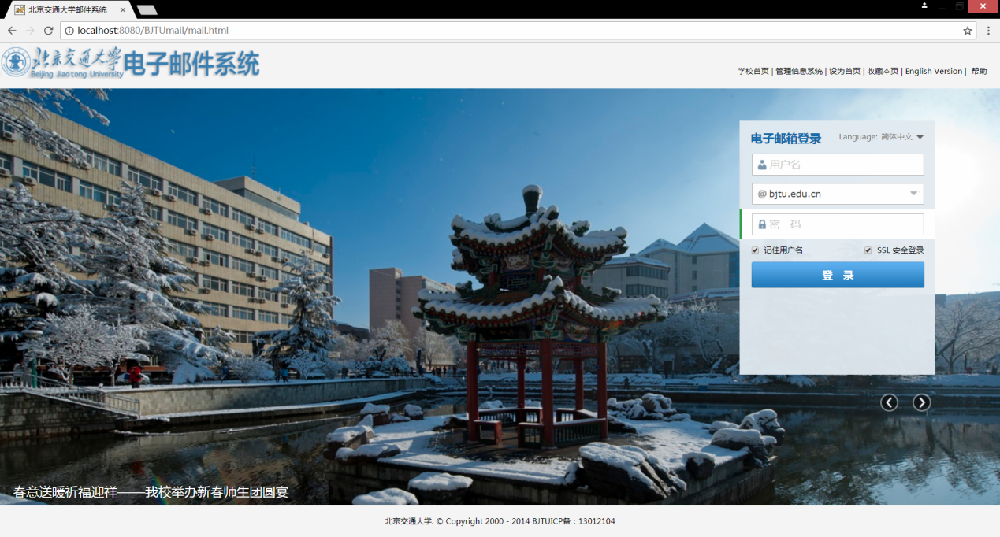 北京交通大学邮件系统
localhost:8080/BJTUmail/mail.html
北京交通大学电子邮件系统
Beijing Jiaotong University
学校首页 | 管理信息系统 | 设为首页 | 收藏本页 | English Version | 帮助
电子邮箱登录 Language: 简体中文
用户名
@ bjtu.edu.cn
密 码
记住用户名 SSL 安全登录
登 录
春意送暖祈福迎祥——我校举办新春师生团圆宴
北京交通大学. © Copyright 2000 - 2014 BJTUICP备：13012104